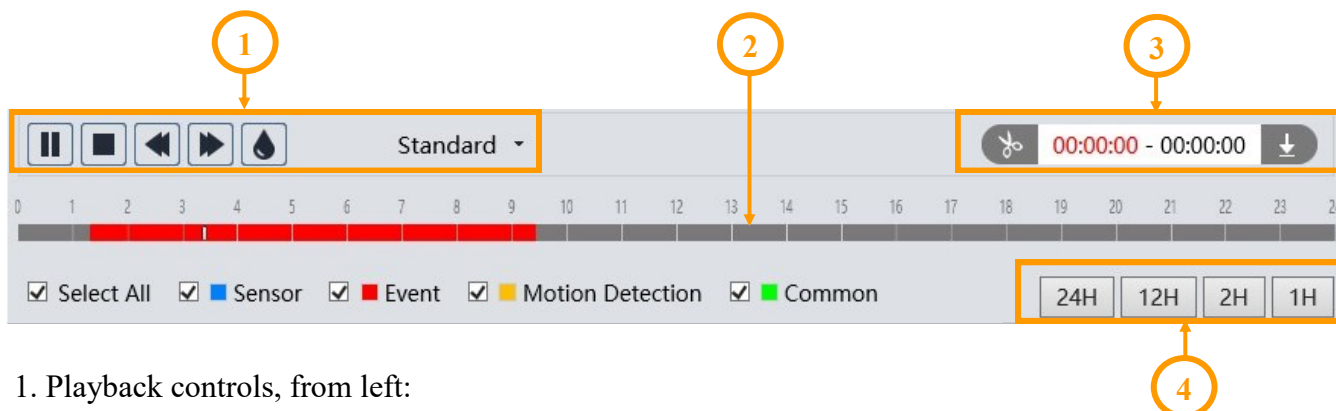 1 2 3
Standard 00:00:00 - 00:00:00
0 1 2 3 4 5 6 7 8 9 10 11 12 13 14 15 16 17 18 19 20 21 22 23 2
Select All Sensor Event Motion Detection Common 24H 12H 2H 1H
4
1. Playback controls, from left: